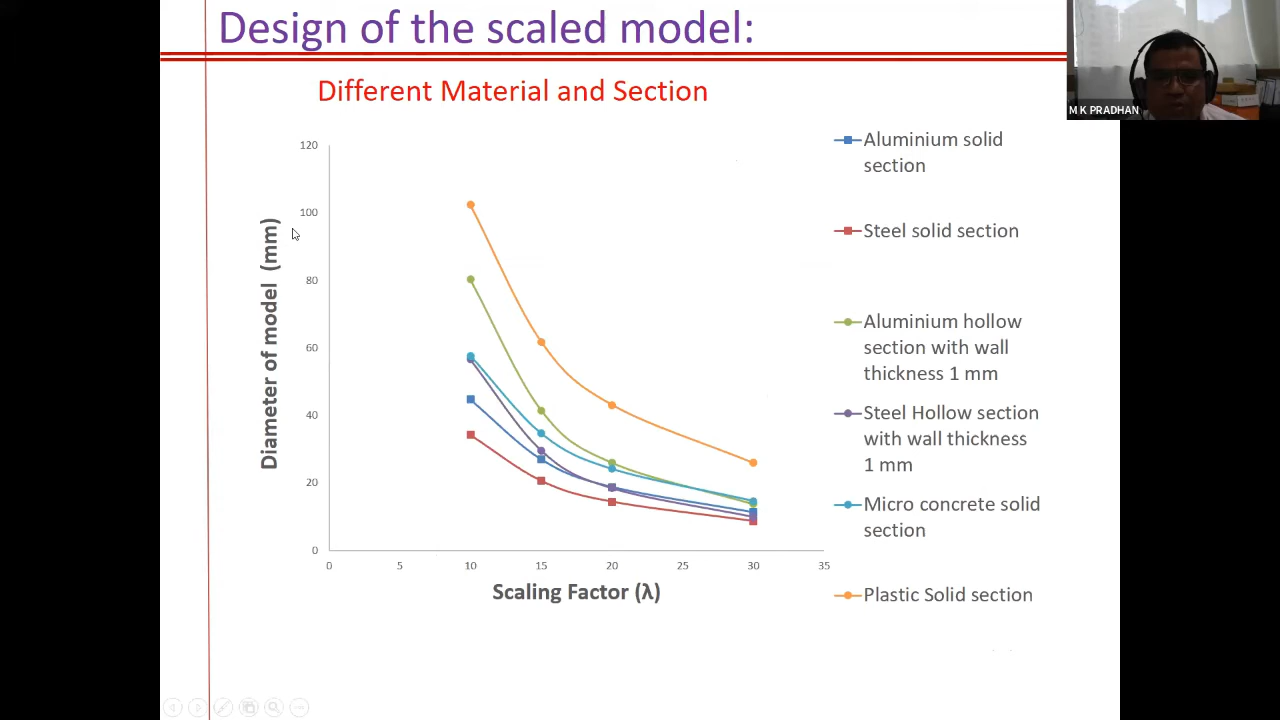 Design of the scaled model:
Different Material and Section
M K PRADHAN
120
100
80
60
40
20
0
Diameter of model (mm)
0 5 10 15 20 25 30 35
Scaling Factor (λ)
Aluminium solid
section
Steel solid section
Aluminium hollow
section with wall
thickness 1 mm
Steel Hollow section
with wall thickness
1 mm
Micro concrete solid
section
Plastic Solid section